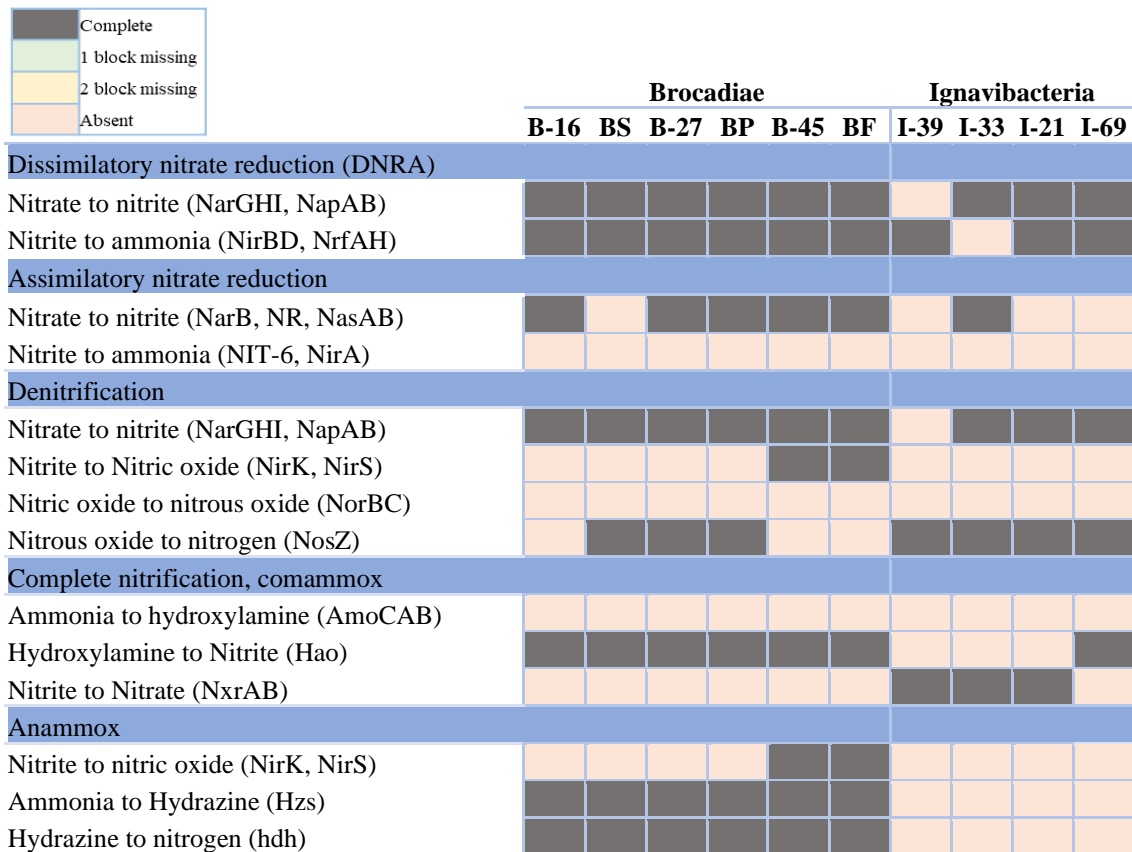 Complete
1 block missing
2 block missing
Absent
Brocadiae Ignavibacteria
B-16 BS B-27 BP B-45 BF I-39 I-33 I-21 I-69
Dissimilatory nitrate reduction (DNRA)
Nitrate to nitrite (NarGHI, NapAB)
Nitrite to ammonia (NirBD, NrfAH)
Assimilatory nitrate reduction
Nitrate to nitrite (NarB, NR, NasAB)
Nitrite to ammonia (NIT-6, NirA)
Denitrification
Nitrate to nitrite (NarGHI, NapAB)
Nitrite to Nitric oxide (NirK, NirS)
Nitric oxide to nitrous oxide (NorBC)
Nitrous oxide to nitrogen (NosZ)
Complete nitrification, comammox
Ammonia to hydroxylamine (AmoCAB)
Hydroxylamine to Nitrite (Hao)
Nitrite to Nitrate (NxrAB)
Anammox
Nitrite to nitric oxide (NirK, NirS)
Ammonia to Hydrazine (Hzs)
Hydrazine to nitrogen (hdh)